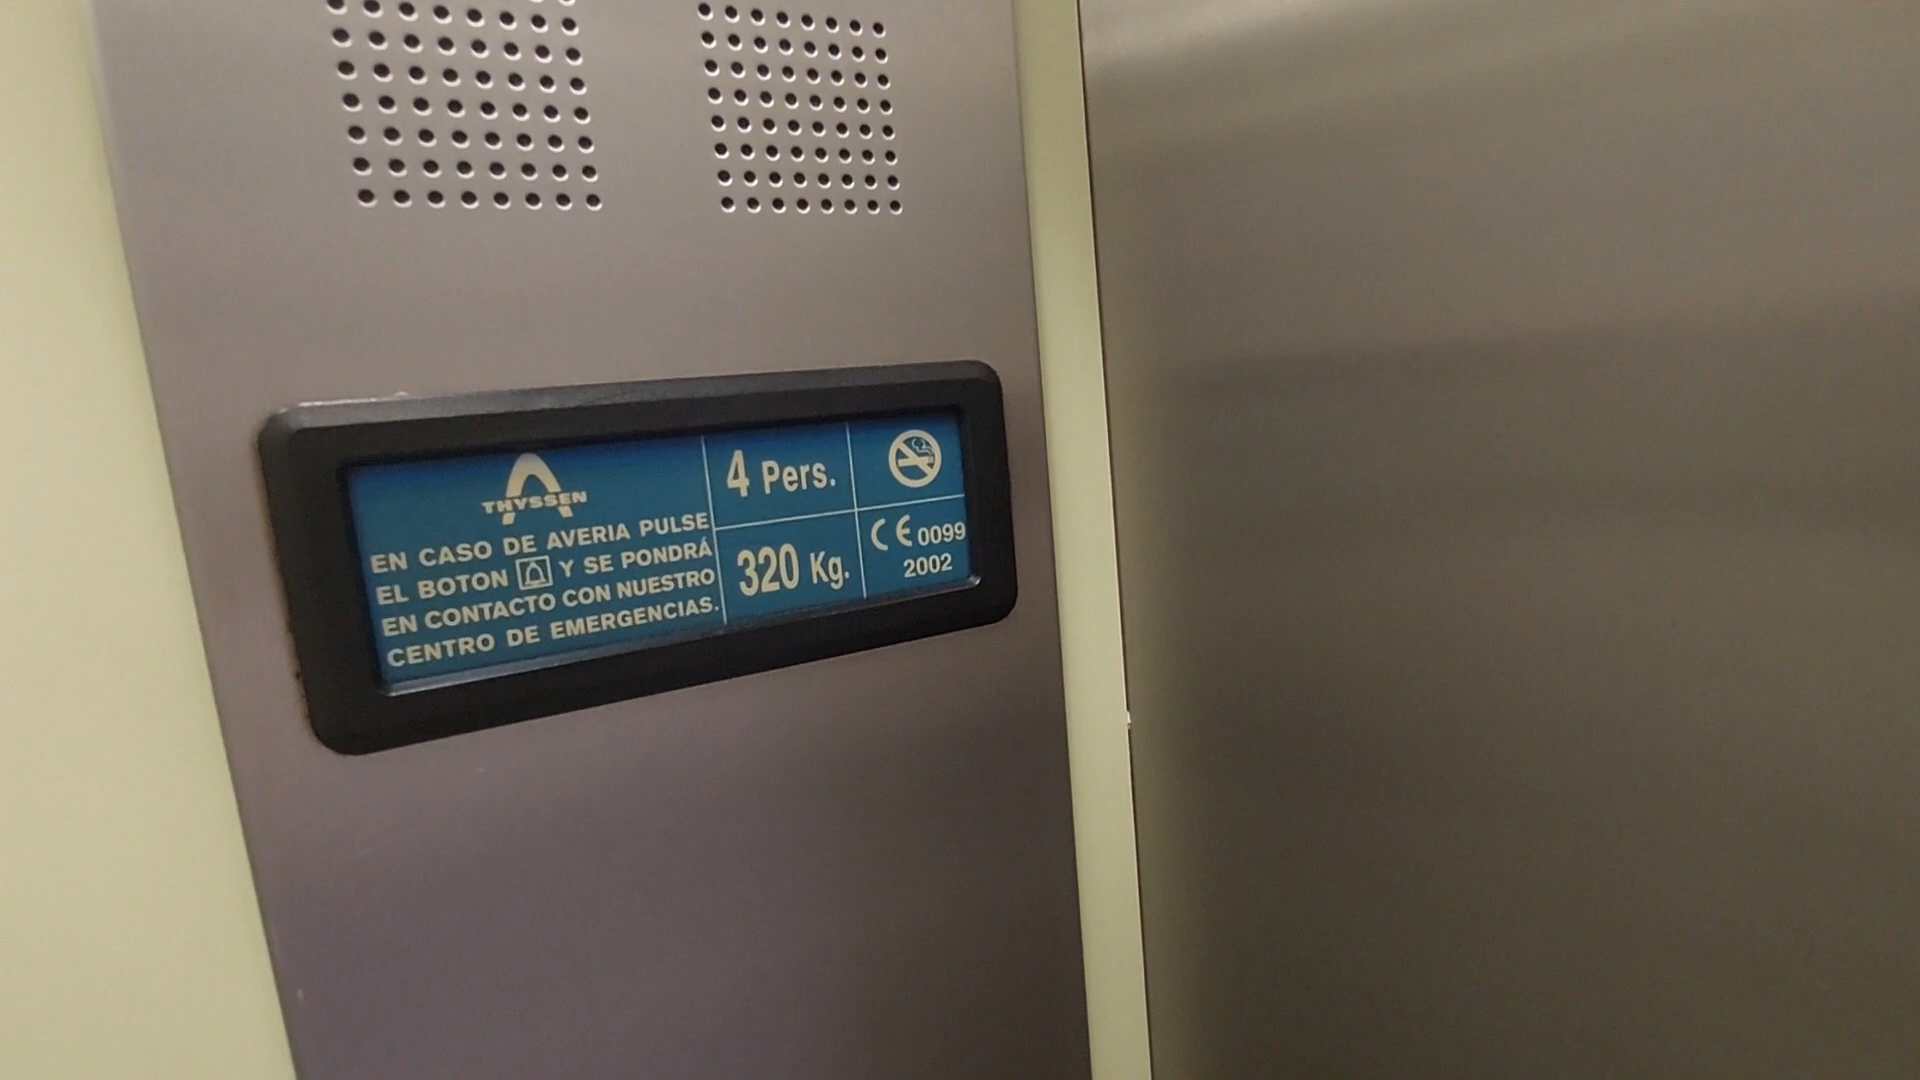 THYSSEN
EN CASO DE AVERIA PULSE
EL BOTON Y SE PONDRÁ
EN CONTACTO CON NUESTRO
CENTRO DE EMERGENCIAS.
4 Pers.
320 Kg.
CE 0099
2002